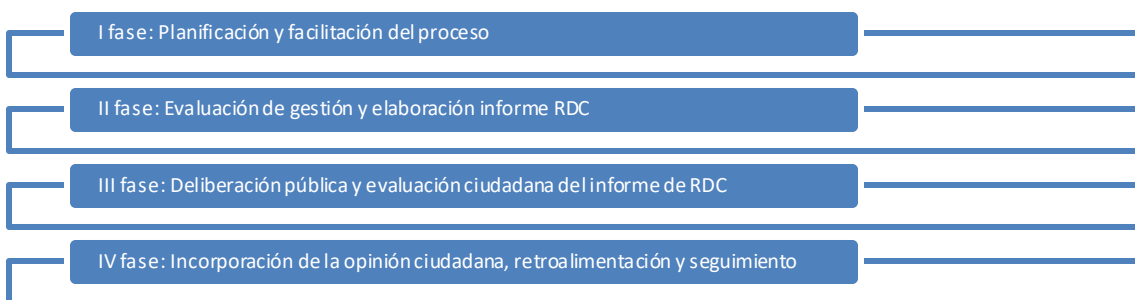 I fase: Planificación y facilitación del proceso
II fase: Evaluación de gestión y elaboración informe RDC
III fase: Deliberación pública y evaluación ciudadana del informe de RDC
IV fase: Incorporación de la opinión ciudadana, retroalimentación y seguimiento